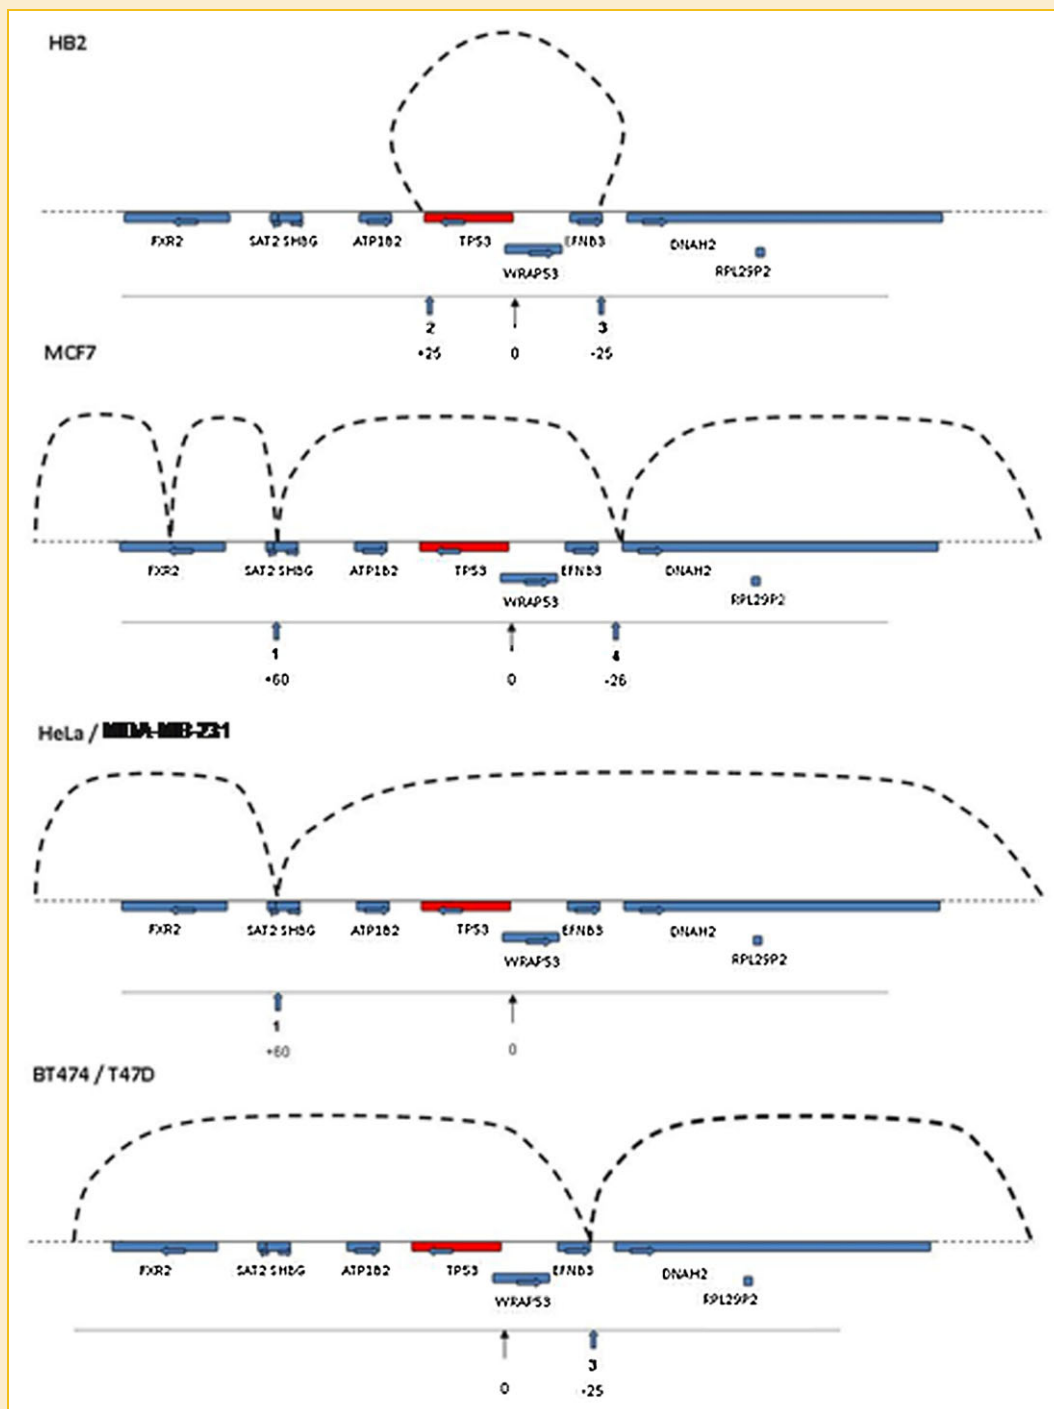 HB2
FXR2 SAT2 SHBG ATP1B2 TP53 EFNB3 DNAH2
WRAP53 RPL29P2
2 3
+25 0 -25
MCF7
FXR2 SAT2 SHBG ATP1B2 TP53 EFNB3 DNAH2
WRAP53 RPL29P2
1 4
+60 0 -26
HeLa / MDA-MB-231
FXR2 SAT2 SHBG ATP1B2 TP53 EFNB3 DNAH2
WRAP53 RPL29P2
1
+60 0
BT474 / T47D
FXR2 SAT2 SHBG ATP1B2 TP53 EFNB3 DNAH2
WRAP53 RPL29P2
3
0 -25